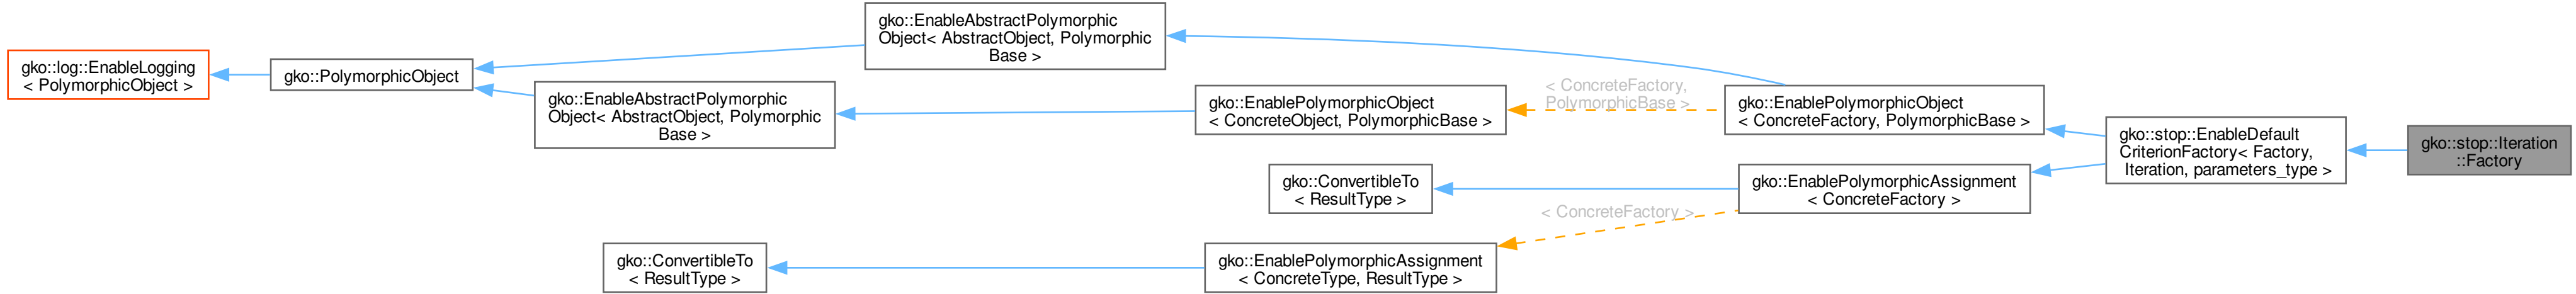 gko::log::EnableLogging
< PolymorphicObject >
gko::PolymorphicObject
gko::EnableAbstractPolymorphic
Object< AbstractObject, Polymorphic
Base >
gko::EnableAbstractPolymorphic
Object< AbstractObject, Polymorphic
Base >
gko::EnablePolymorphicObject
< ConcreteObject, PolymorphicBase >
< ConcreteFactory,
PolymorphicBase >
gko::EnablePolymorphicObject
< ConcreteFactory, PolymorphicBase >
gko::ConvertibleTo
< ResultType >
gko::EnablePolymorphicAssignment
< ConcreteFactory >
< ConcreteFactory >
gko::ConvertibleTo
< ResultType >
gko::EnablePolymorphicAssignment
< ConcreteType, ResultType >
gko::stop::EnableDefault
CriterionFactory< Factory,
Iteration, parameters_type >
gko::stop::Iteration
::Factory